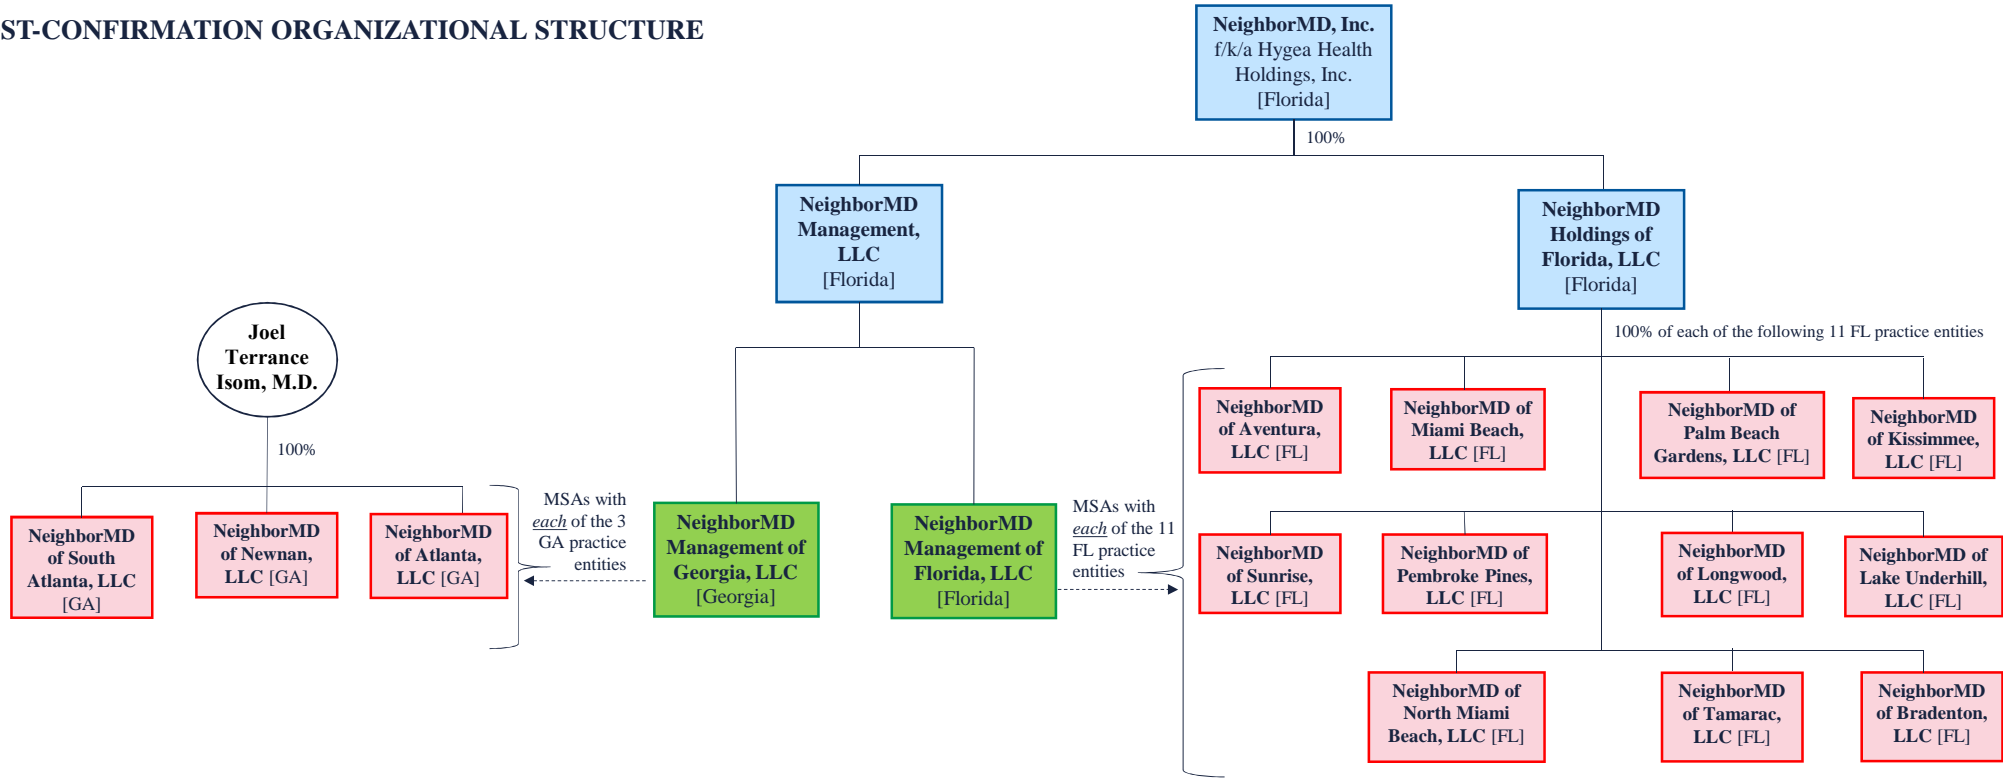 ST-CONFIRMATION ORGANIZATIONAL STRUCTURE
NeighborMD, Inc.
f/k/a Hygea Health
Holdings, Inc.
[Florida]
100%
NeighborMD
Management,
LLC
[Florida]
NeighborMD
Holdings of
Florida, LLC
[Florida]
100% of each of the following 11 FL practice entities
Joel
Terrance
Isom, M.D.
100%
NeighborMD
of South
Atlanta, LLC
[GA]
NeighborMD
of Newnan,
LLC [GA]
NeighborMD
of Atlanta,
LLC [GA]
MSAs with
each of the 3
GA practice
entities
NeighborMD
Management of
Georgia, LLC
[Georgia]
NeighborMD
Management of
Florida, LLC
[Florida]
MSAs with
each of the 11
FL practice
entities
NeighborMD
of Aventura,
LLC [FL]
NeighborMD of
Miami Beach,
LLC [FL]
NeighborMD of
Palm Beach
Gardens, LLC [FL]
NeighborMD
of Kissimmee,
LLC [FL]
NeighborMD
of Sunrise,
LLC [FL]
NeighborMD of
Pembroke Pines,
LLC [FL]
NeighborMD
of Longwood,
LLC [FL]
NeighborMD of
Lake Underhill,
LLC [FL]
NeighborMD of
North Miami
Beach, LLC [FL]
NeighborMD
of Tamarac,
LLC [FL]
NeighborMD
of Bradenton,
LLC [FL]